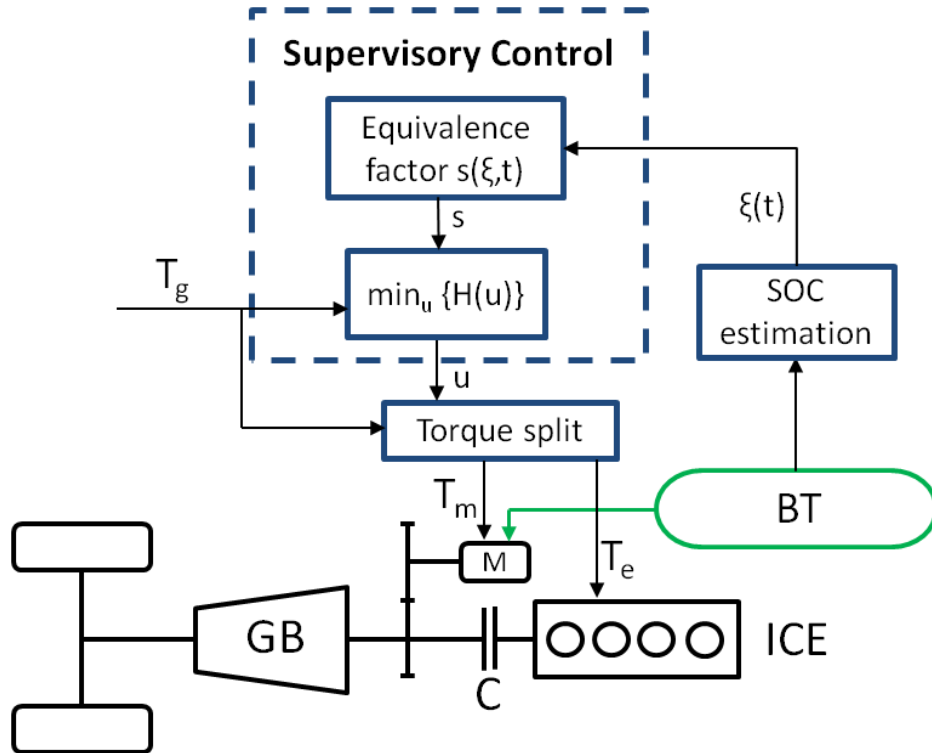 Supervisory Control
Equivalence
factor s(ξ,t)
s
ξ(t)
T_g
min_u {H(u)}
SOC
estimation
u
Torque split
T_m
BT
M
T_e
GB
C
ICE